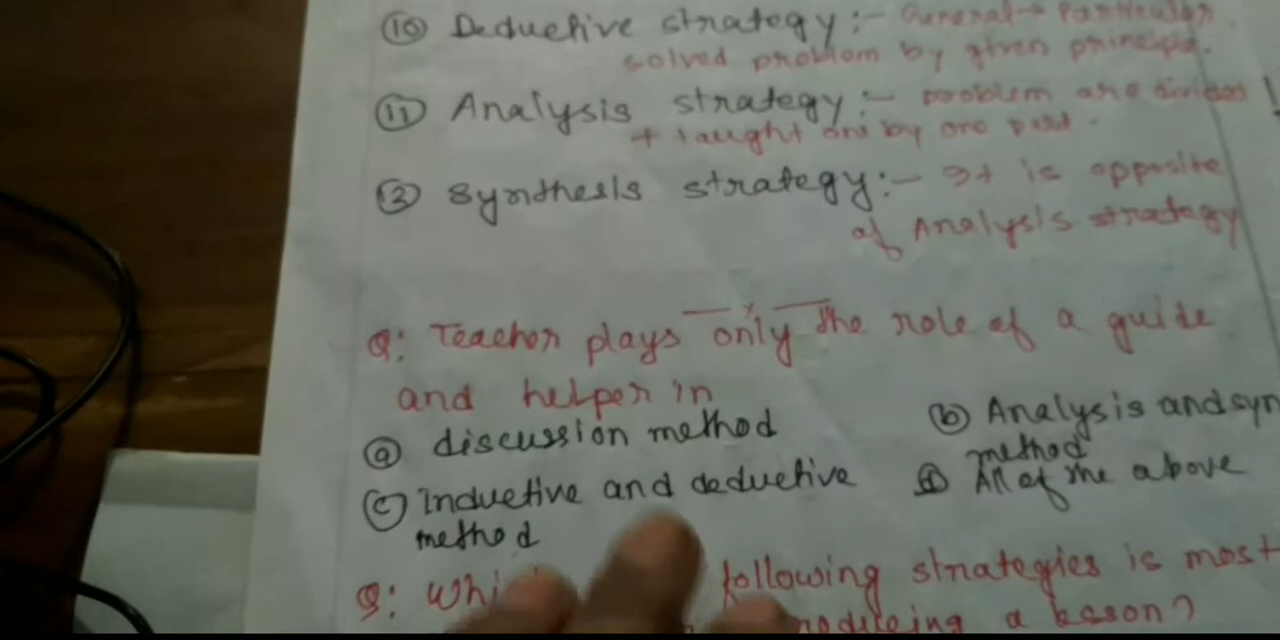 ⑩ Deductive strategy :- General → Particular
solved problem by given principle.
⑪ Analysis strategy :- problem are divided
+ taught one by one part.
⑫ Synthesis strategy :- It is opposite
of Analysis strategy
Q: Teacher plays only the role of a guide
and helper in
ⓐ discussion method
ⓑ Analysis and syn
method
ⓒ Inductive and deductive
method
ⓓ All of the above
Q: following strategies is most
a lesson?